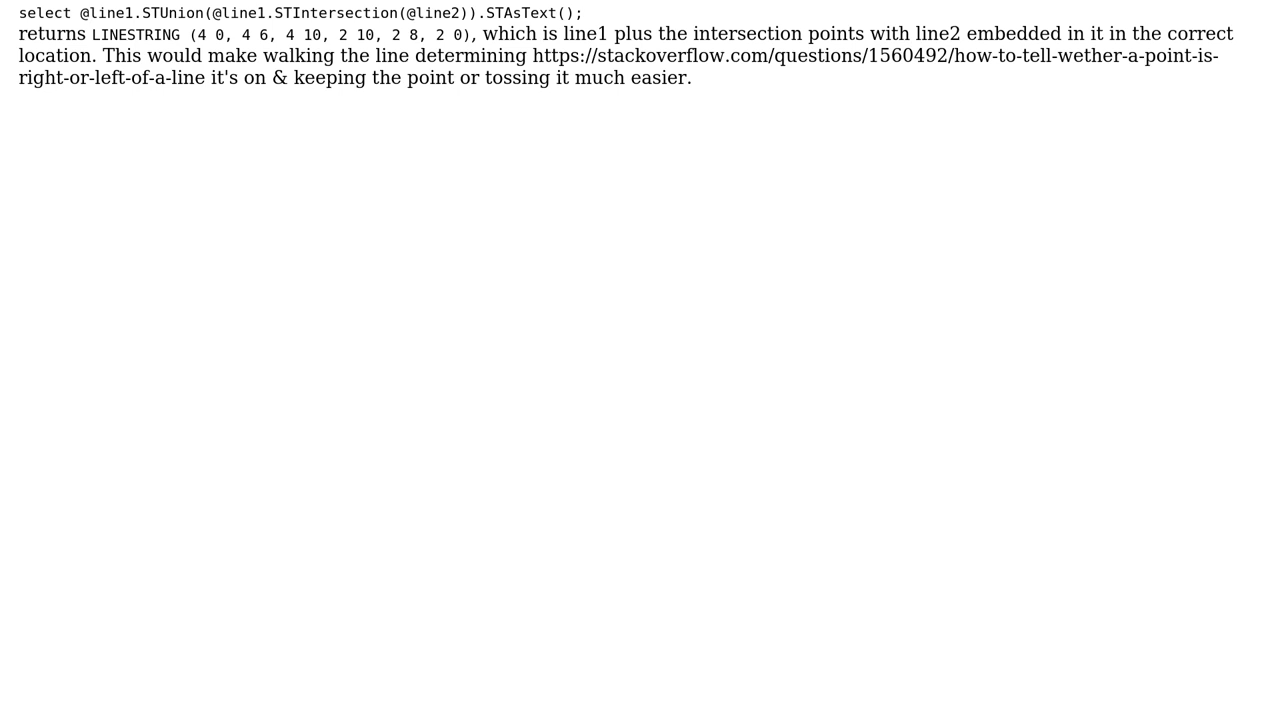 select @line1.STUnion(@line1.STIntersection(@line2)).STAsText();
returns LINESTRING (4 0, 4 6, 4 10, 2 10, 2 8, 2 0), which is line1 plus the intersection points with line2 embedded in it in the correct
location. This would make walking the line determining https://stackoverflow.com/questions/1560492/how-to-tell-wether-a-point-is-
right-or-left-of-a-line it's on & keeping the point or tossing it much easier.